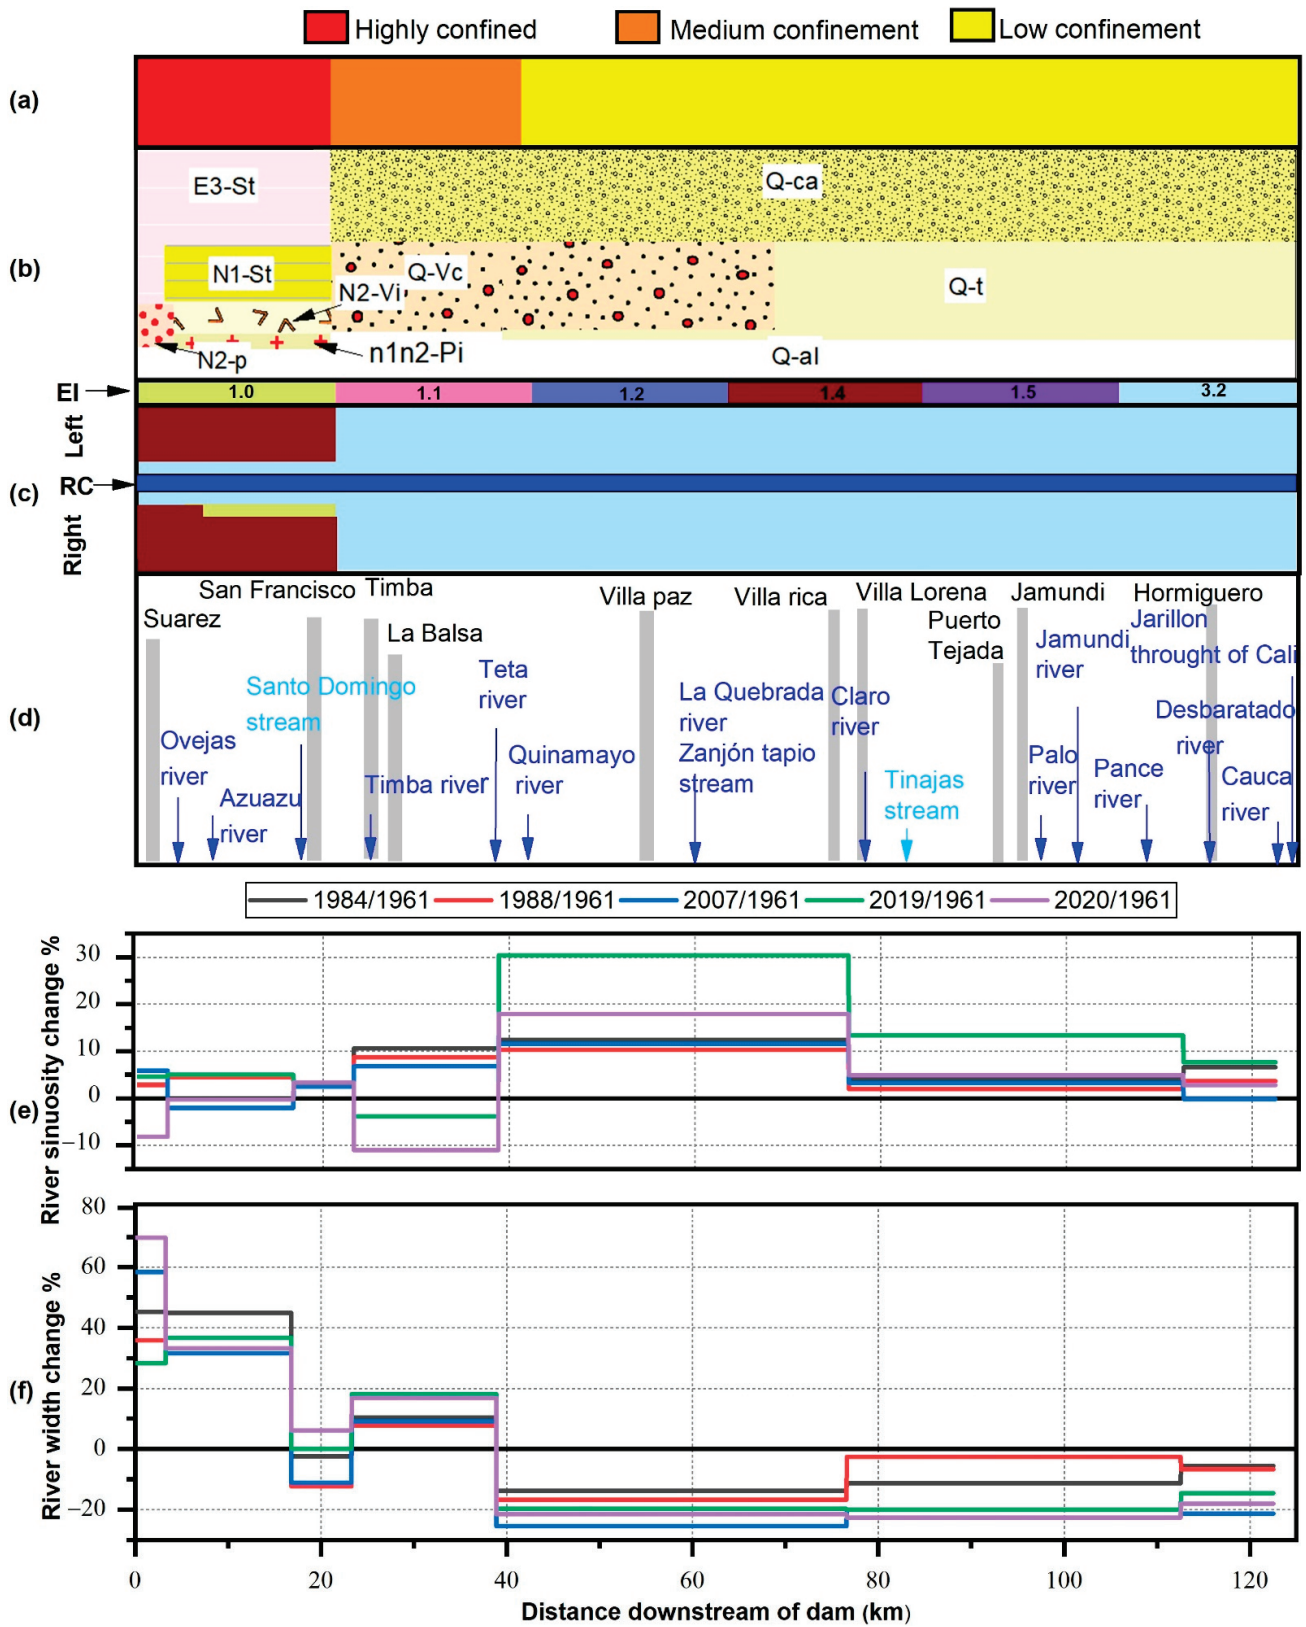 Highly confined
Medium confinement
Low confinement
(a)
E3-St
Q-ca
(b)
N1-St
Q-Vc
N2-Vi
Q-t
N2-p
n1n2-Pi
Q-al
EI
1.0
1.1
1.2
1.4
1.5
3.2
Left
(c)
RC
Right
San Francisco
Timba
Villa paz
Villa rica
Villa Lorena
Jamundi
Hormiguero
Suarez
La Balsa
Puerto
Tejada
Jarillon
throught of Cali
Jamundi
river
Teta
river
Santo Domingo
stream
La Quebrada
river
Claro
river
Desbaratado
river
(d)
Ovejas
river
Quinamayo
river
Zanjón tapio
stream
Palo
river
Pance
river
Cauca
river
Azuazu
river
Timba river
Tinajas
stream
1984/1961
1988/1961
2007/1961
2019/1961
2020/1961
River sinuosity change %
30
20
10
0
(e)
−10
River width change %
80
60
40
(f)
20
0
−20
0
20
40
60
80
100
120
Distance downstream of dam (km)